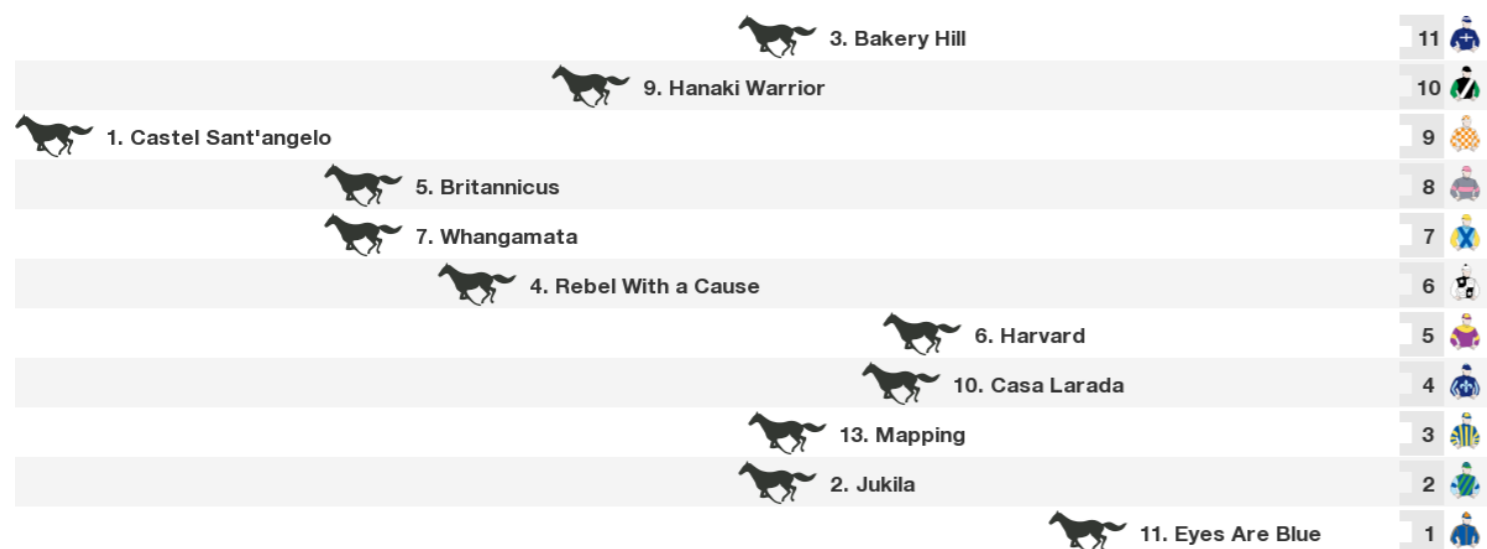 3. Bakery Hill 11
9. Hanaki Warrior 10
1. Castel Sant'angelo 9
5. Britannicus 8
7. Whangamata 7
4. Rebel With a Cause 6
6. Harvard 5
10. Casa Larada 4
13. Mapping 3
2. Jukila 2
11. Eyes Are Blue 1